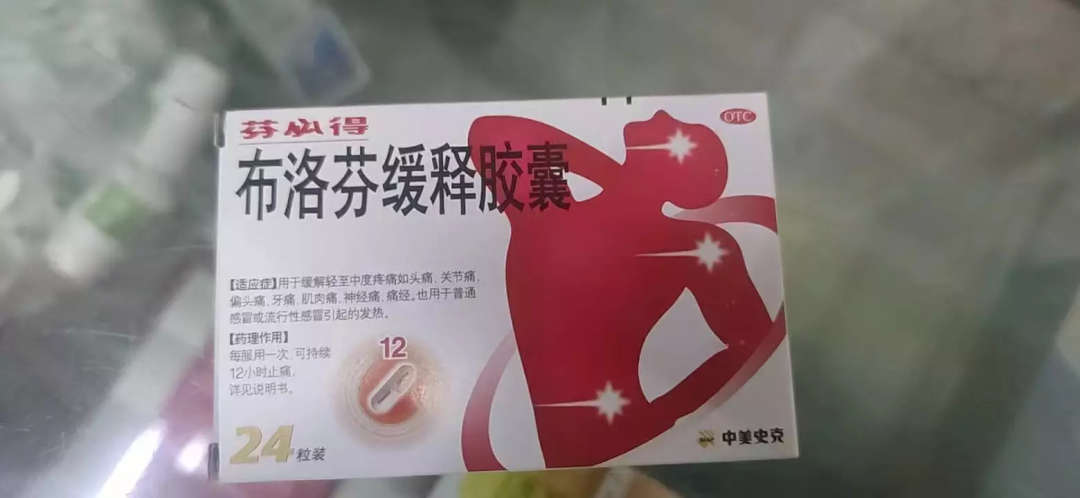 芬必得
OTC
布洛芬缓释胶囊
【适应症】用于缓解轻至中度疼痛如头痛、关节痛、
偏头痛、牙痛、肌肉痛、神经痛、痛经。也用于普通
感冒或流行性感冒引起的发热。
【药理作用】
每服用一次，可持续
12小时止痛。
详见说明书。
12
24粒装
中美史克